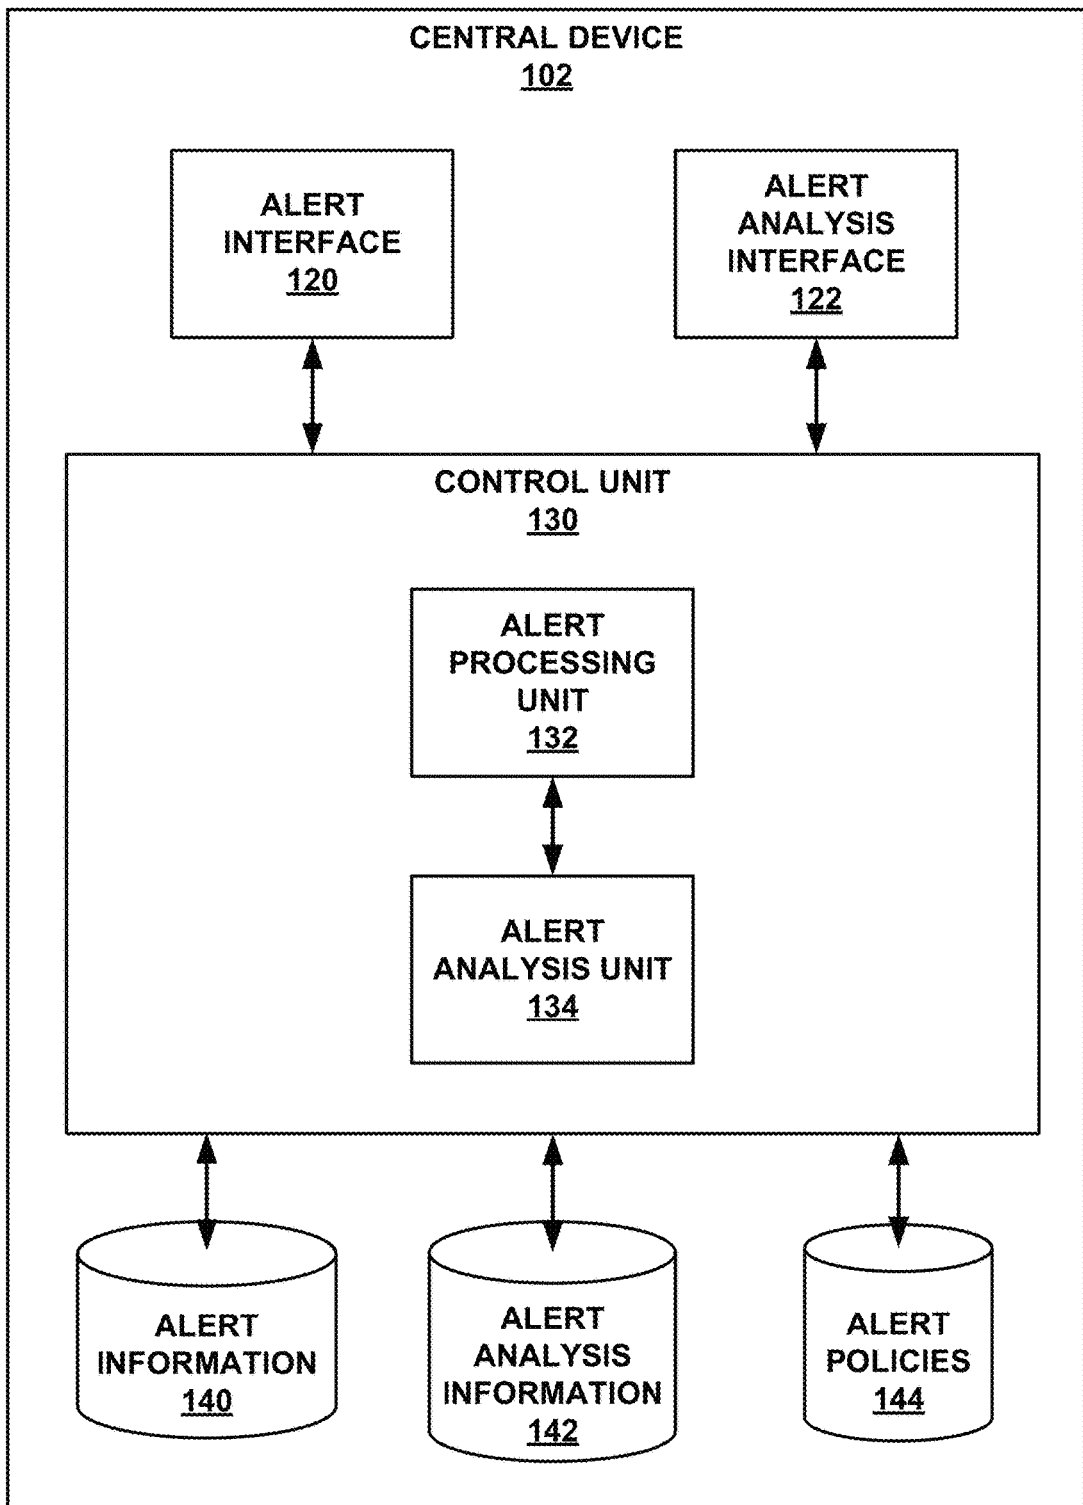 CENTRAL DEVICE
102
ALERT
INTERFACE
120
ALERT
ANALYSIS
INTERFACE
122
CONTROL UNIT
130
ALERT
PROCESSING
UNIT
132
ALERT
ANALYSIS UNIT
134
ALERT
INFORMATION
140
ALERT
ANALYSIS
INFORMATION
142
ALERT
POLICIES
144